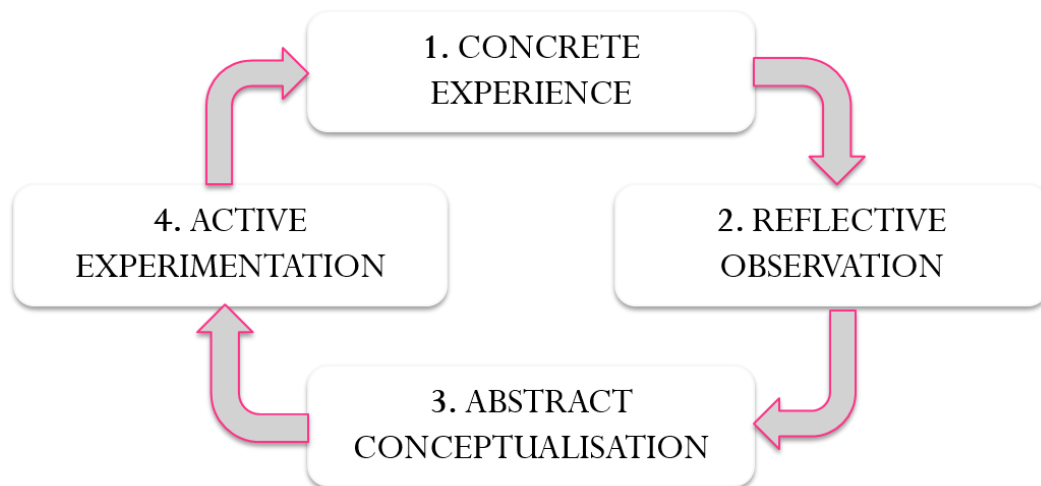 1. CONCRETE
EXPERIENCE
2. REFLECTIVE
OBSERVATION
3. ABSTRACT
CONCEPTUALISATION
4. ACTIVE
EXPERIMENTATION